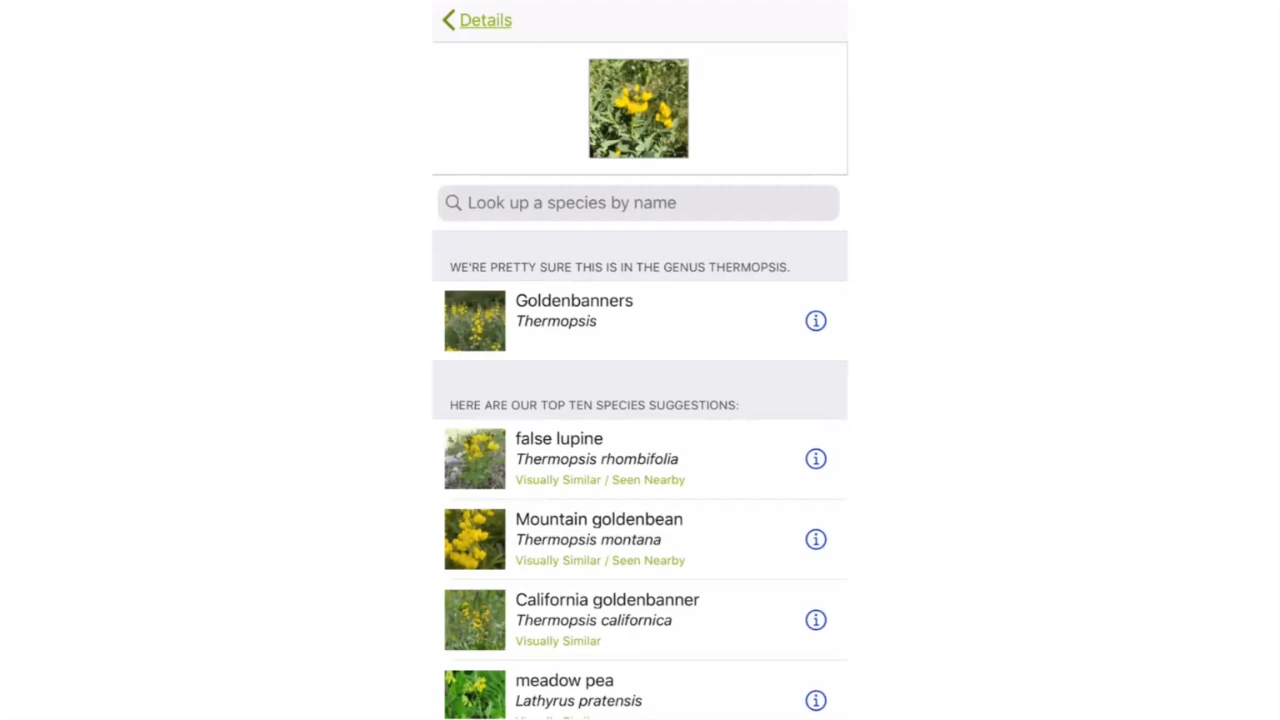 Details
Look up a species by name
WE'RE PRETTY SURE THIS IS IN THE GENUS THERMOPSIS.
Goldenbanners
Thermopsis
HERE ARE OUR TOP TEN SPECIES SUGGESTIONS:
false lupine
Thermopsis rhombifolia
Visually Similar / Seen Nearby
Mountain goldenbean
Thermopsis montana
Visually Similar / Seen Nearby
California goldenbanner
Thermopsis californica
Visually Similar
meadow pea
Lathyrus pratensis